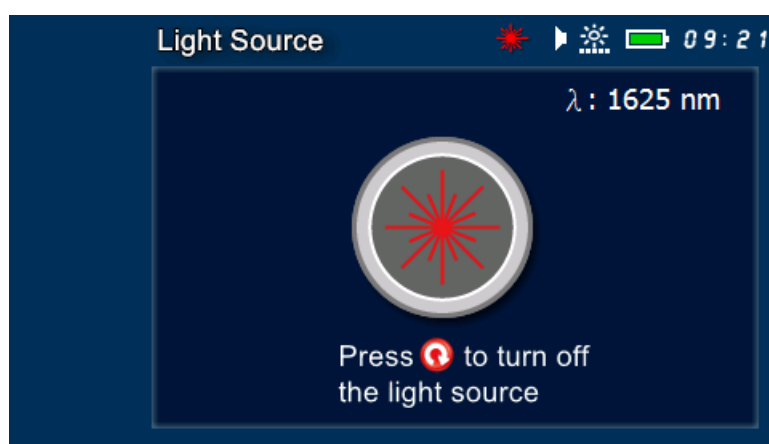 Light Source
09:21
λ: 1625 nm
Press to turn off
the light source